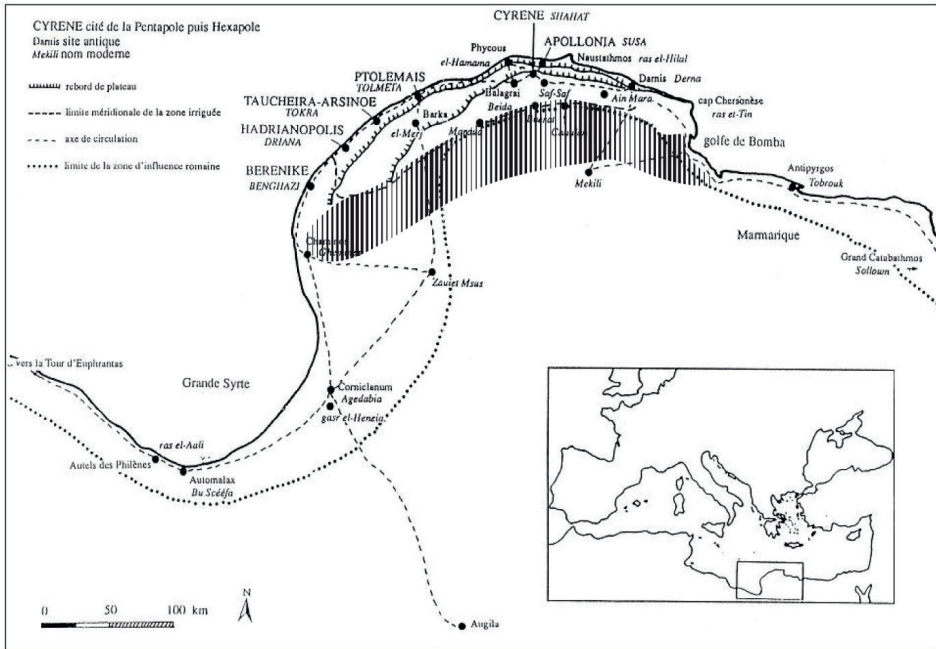 CYRENE cité de la Pentapole puis Hexapole
Damis site antique
Mekili nom moderne
rebord de plateau
limite méridionale de la zone irriguée
axe de circulation
limite de la zone d'influence romaine
CYRENE SHAHAT
APOLLONIA SUSA
Phycous
el-Hamama
Naustathmos ras el-Hilal
Darnis Derna
PTOLEMAIS
TOLMETA
Balagrai
Beida
Saf-Saf
Ain Mara
cap Chersonèse
ras et-Tin
TAUCHEIRA-ARSINOE
TOKRA
Barka
el-Merj
Marāua
HADRIANOPOLIS
DRIANA
golfe de Bomba
BERENIKE
BENGHAZI
Mekili
Antipyrgos
Tobrouk
Marmarique
Grand Catabathmos
Solloum
Zauiet Msus
vers la Tour d'Euphrantas
Grande Syrte
Corniclanum
Agedabia
gasr el-Heneia
ras el-Aali
Autels des Philènes
Automalax
Bu Scééfa
N
0 50 100 km
Augila